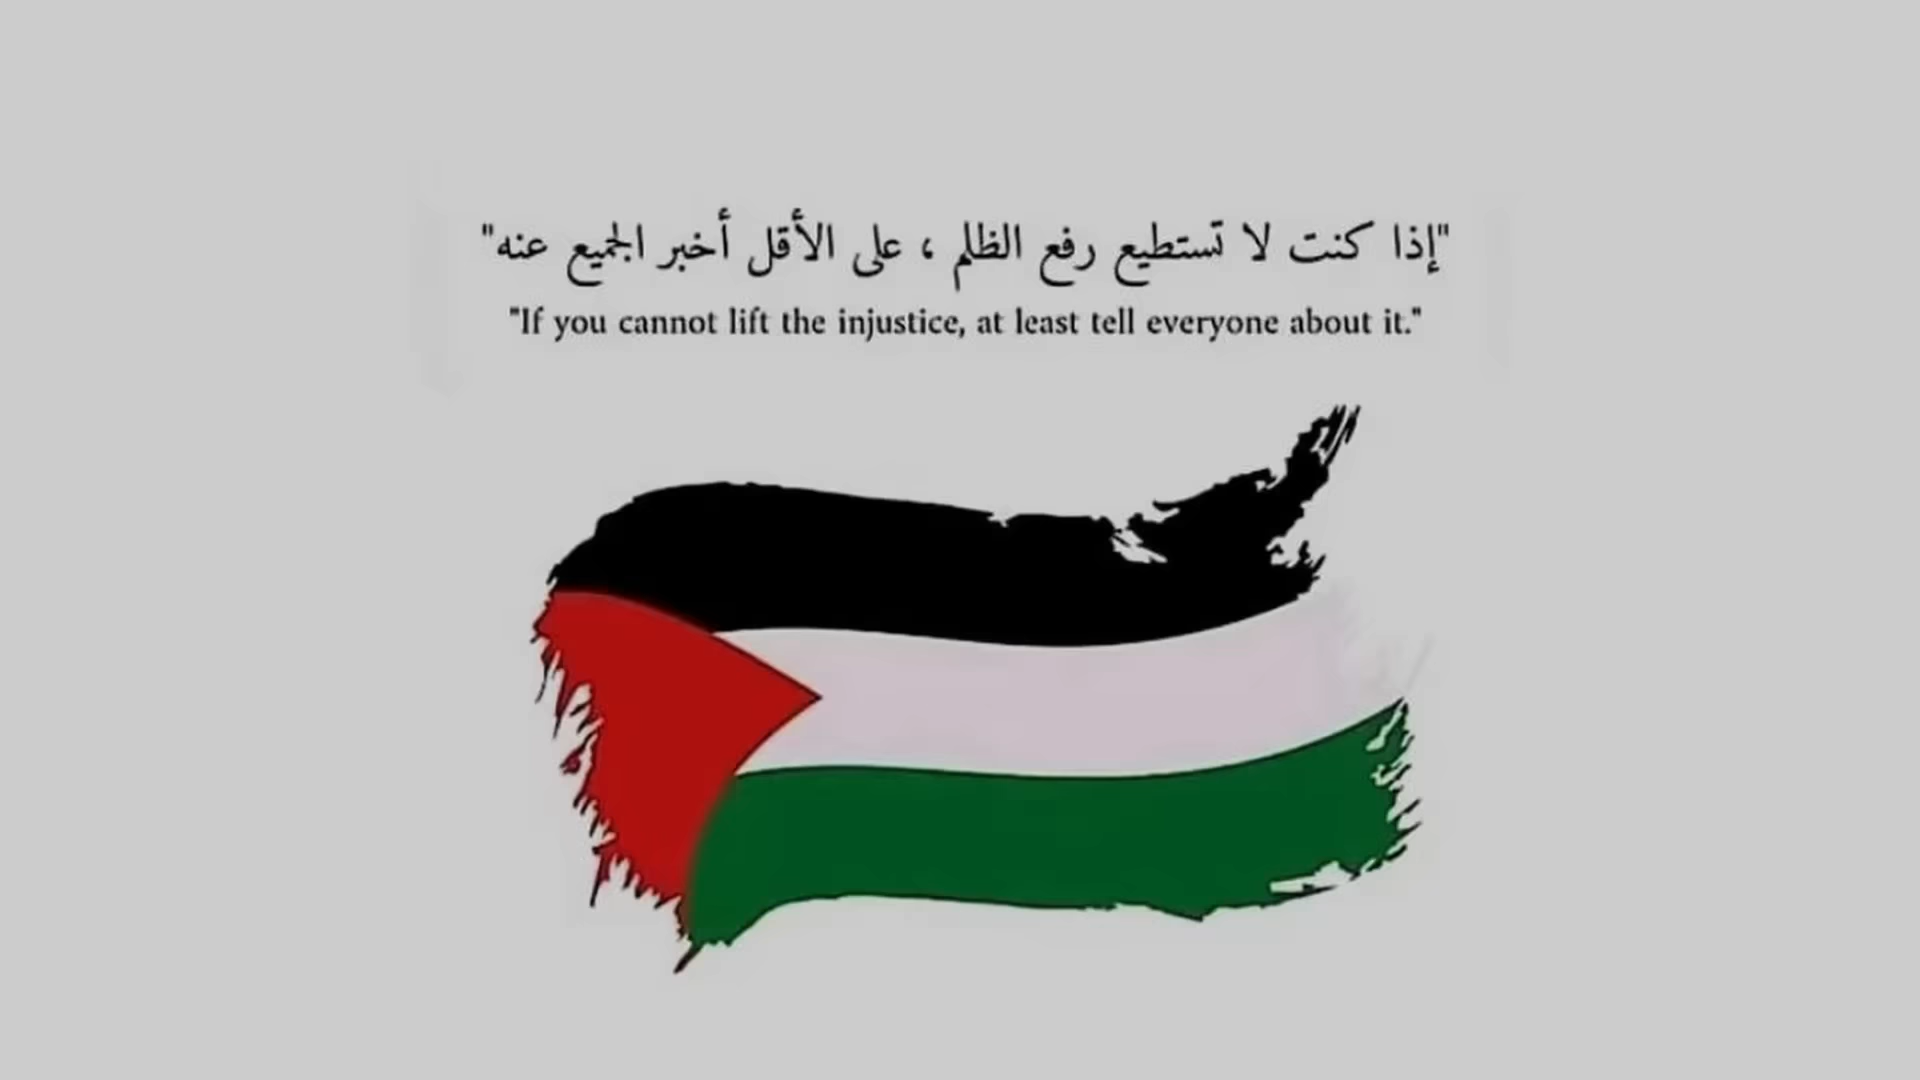 "إذا كنت لا تستطيع رفع الظلم ، على الأقل أخبر الجميع عنه"
"If you cannot lift the injustice, at least tell everyone about it."